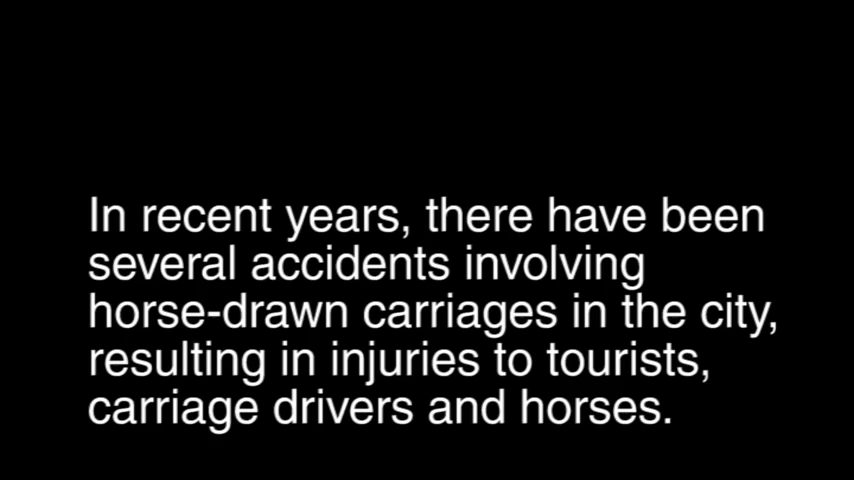 In recent years, there have been
several accidents involving
horse-drawn carriages in the city,
resulting in injuries to tourists,
carriage drivers and horses.